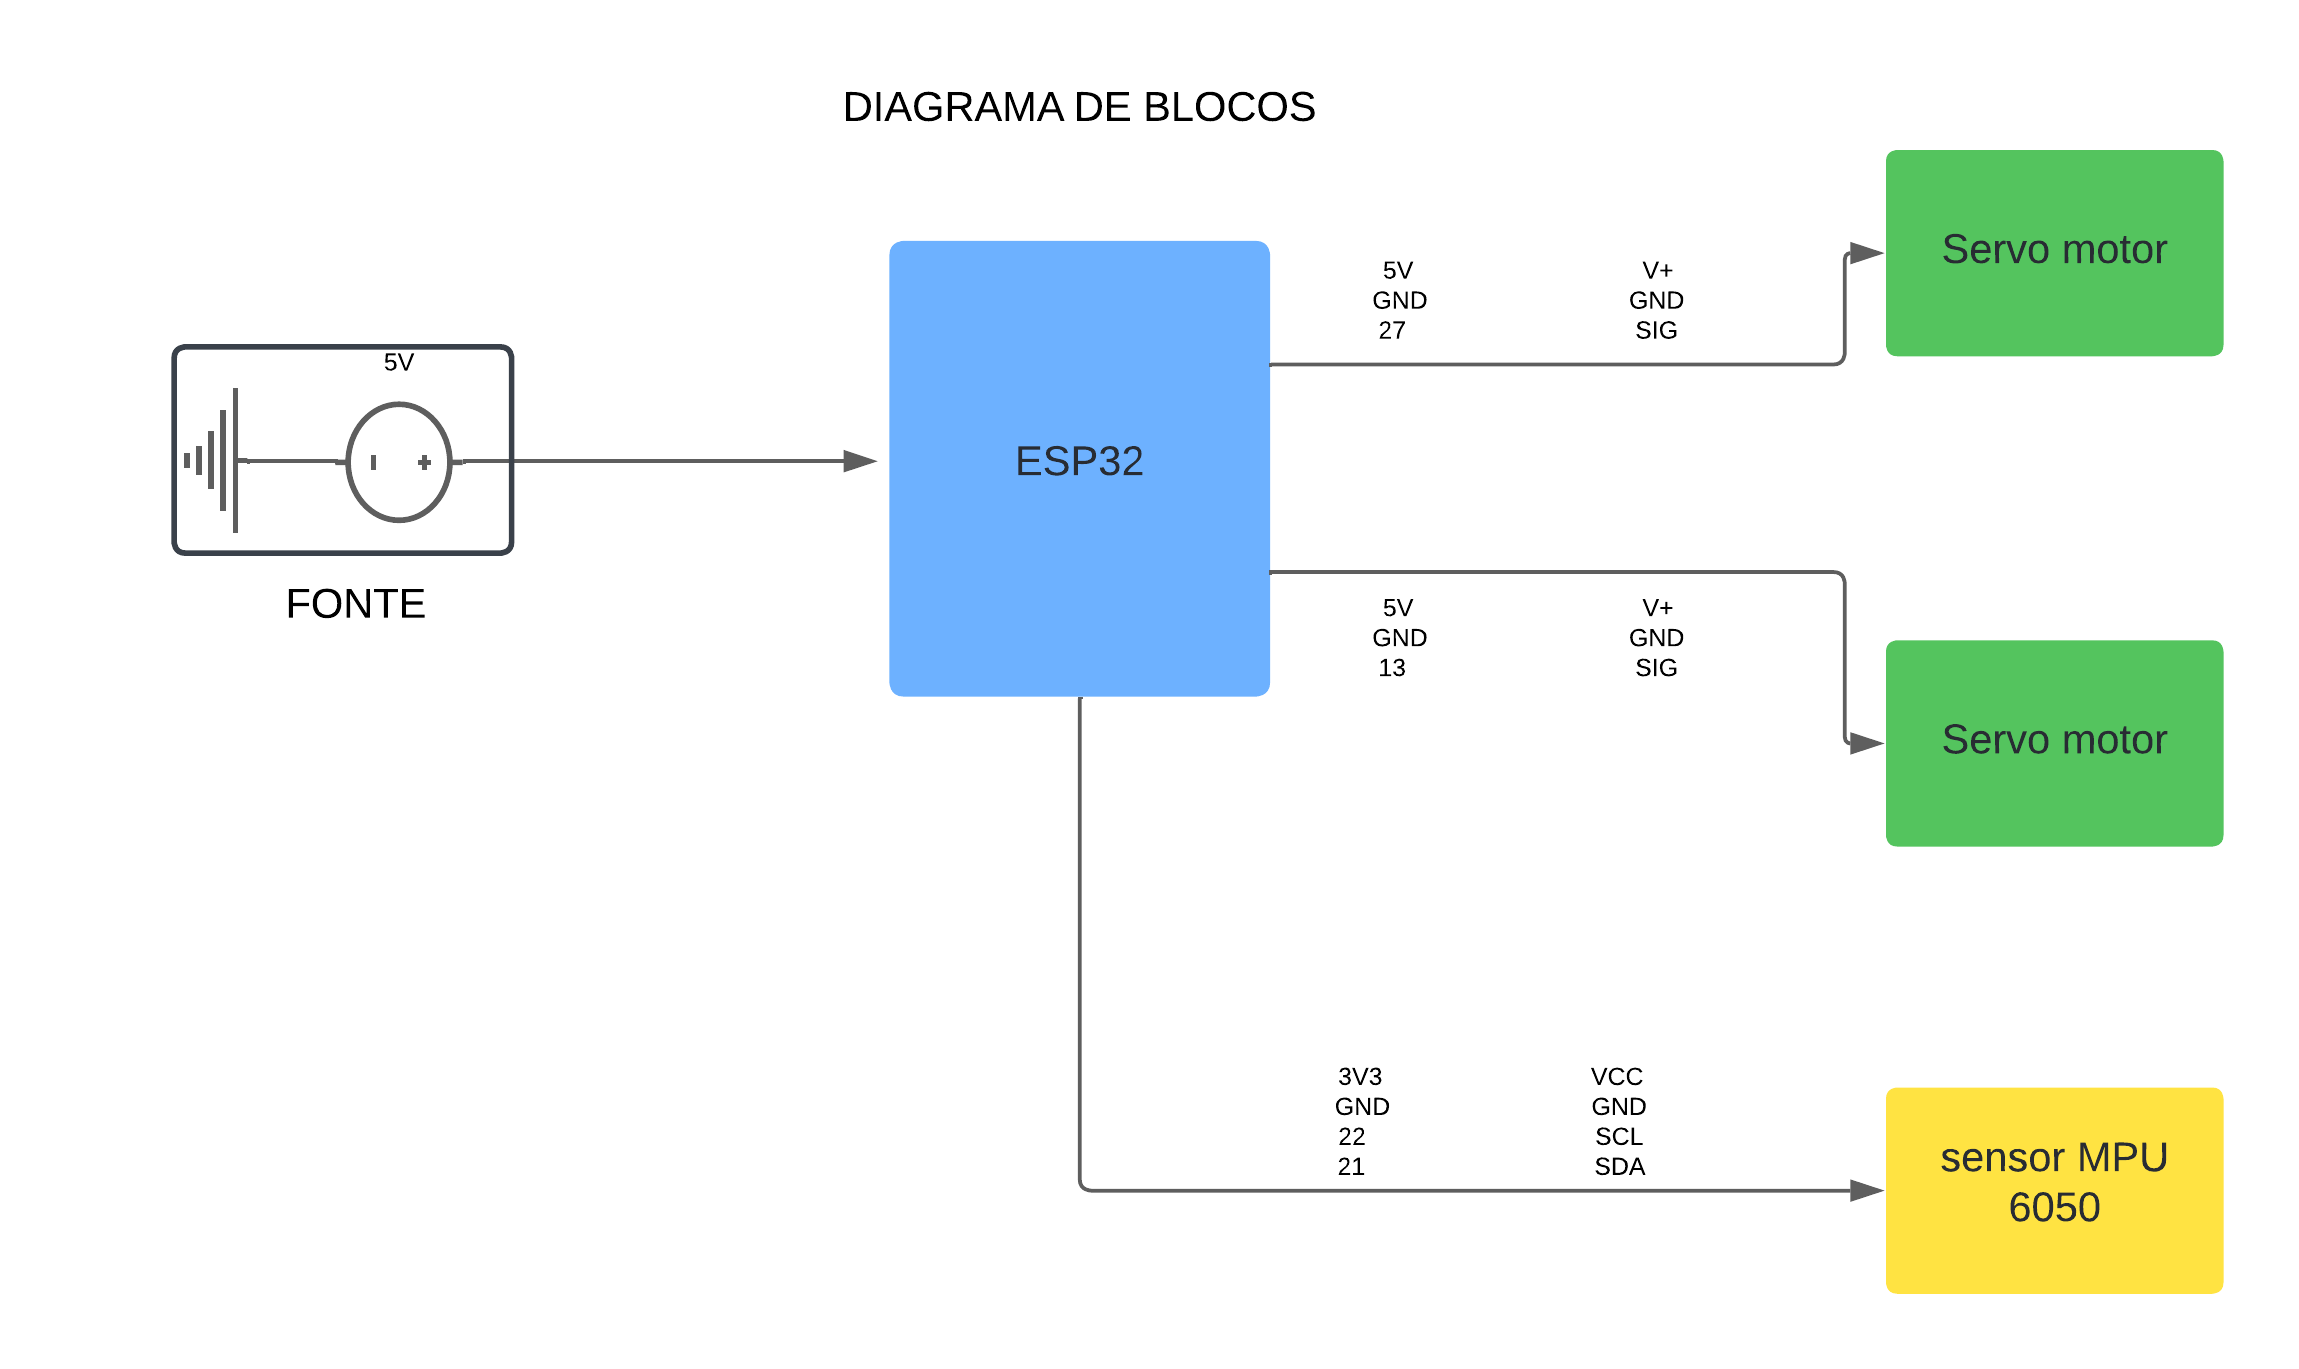 DIAGRAMA DE BLOCOS
Servo motor
5V V+
GND GND
27 SIG
5V
ESP32
FONTE
5V V+
GND GND
13 SIG
Servo motor
3V3 VCC
GND GND
22 SCL
21 SDA
sensor MPU
6050